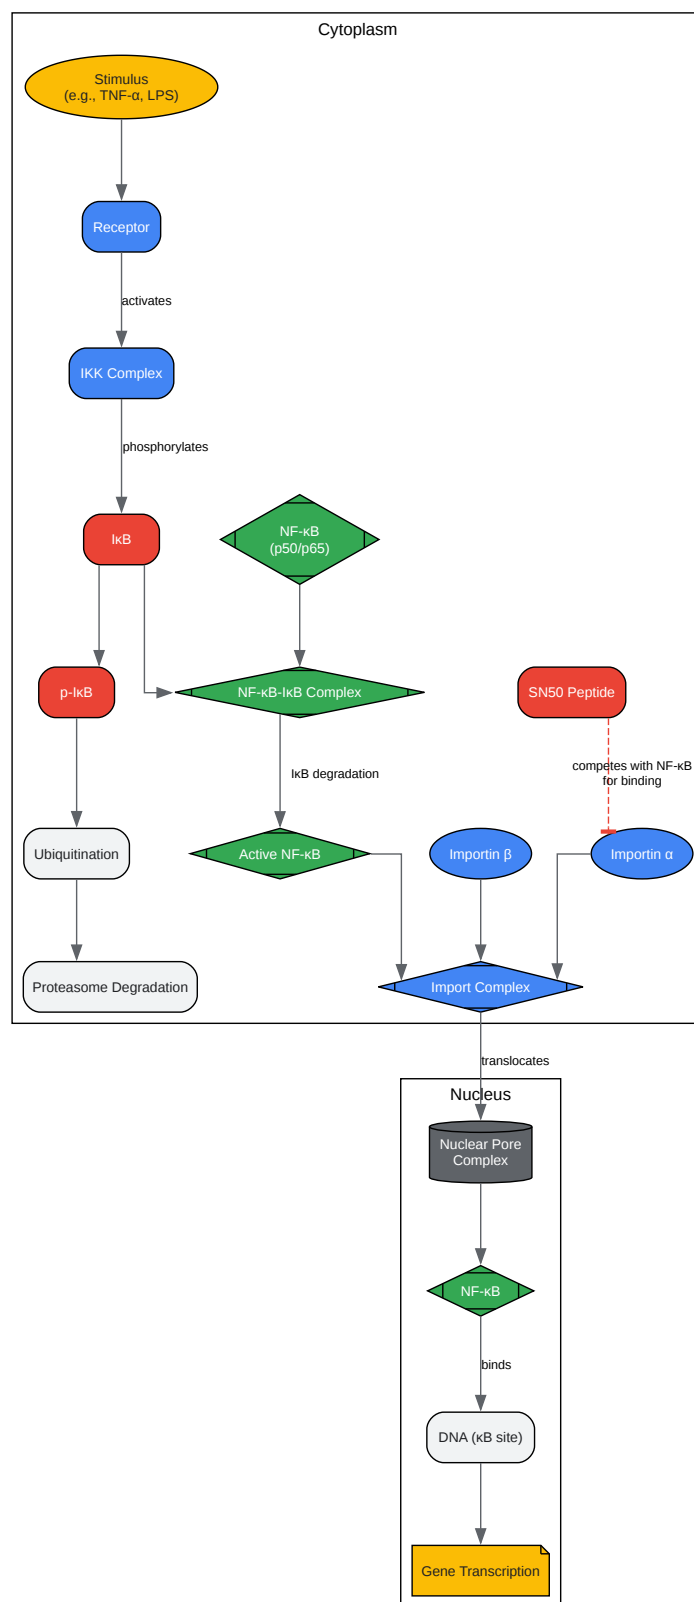 Cytoplasm
Stimulus
(e.g., TNF-α, LPS)
Receptor
activates
IKK Complex
phosphorylates
IκB
NF-κB
(p50/p65)
p-IκB
NF-κB-IκB Complex
SN50 Peptide
IκB degradation
competes with NF-κB
for binding
Ubiquitination
Active NF-κB
Importin β
Importin α
Proteasome Degradation
Import Complex
translocates
Nucleus
Nuclear Pore
Complex
NF-κB
binds
DNA (κB site)
Gene Transcription